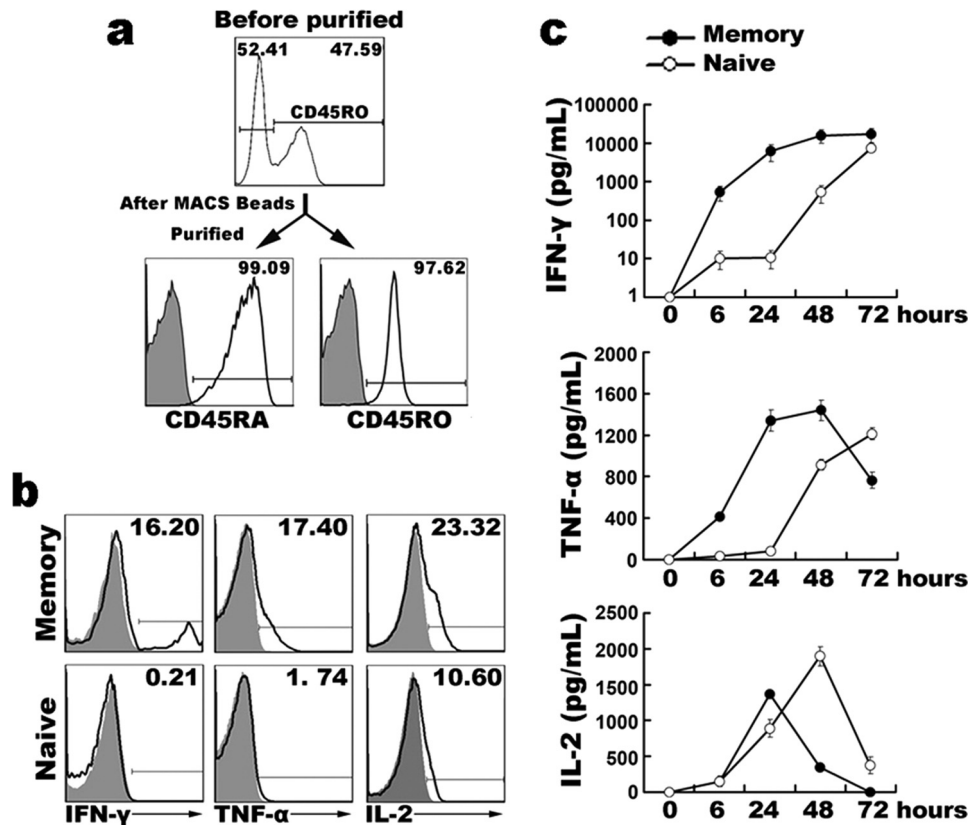 a
Before purified
52.41 47.59
CD45RO
After MACS Beads
Purified
99.09
97.62
CD45RA
CD45RO
b
Memory
16.20
17.40
23.32
Naive
0.21
1.74
10.60
IFN-γ
TNF-α
IL-2
c
Memory
Naive
IFN-γ (pg/mL)
100000
10000
1000
100
10
1
0 6 24 48 72 hours
TNF-α (pg/mL)
2000
1600
1200
800
400
0
0 6 24 48 72 hours
IL-2 (pg/mL)
2500
2000
1500
1000
500
0
0 6 24 48 72 hours